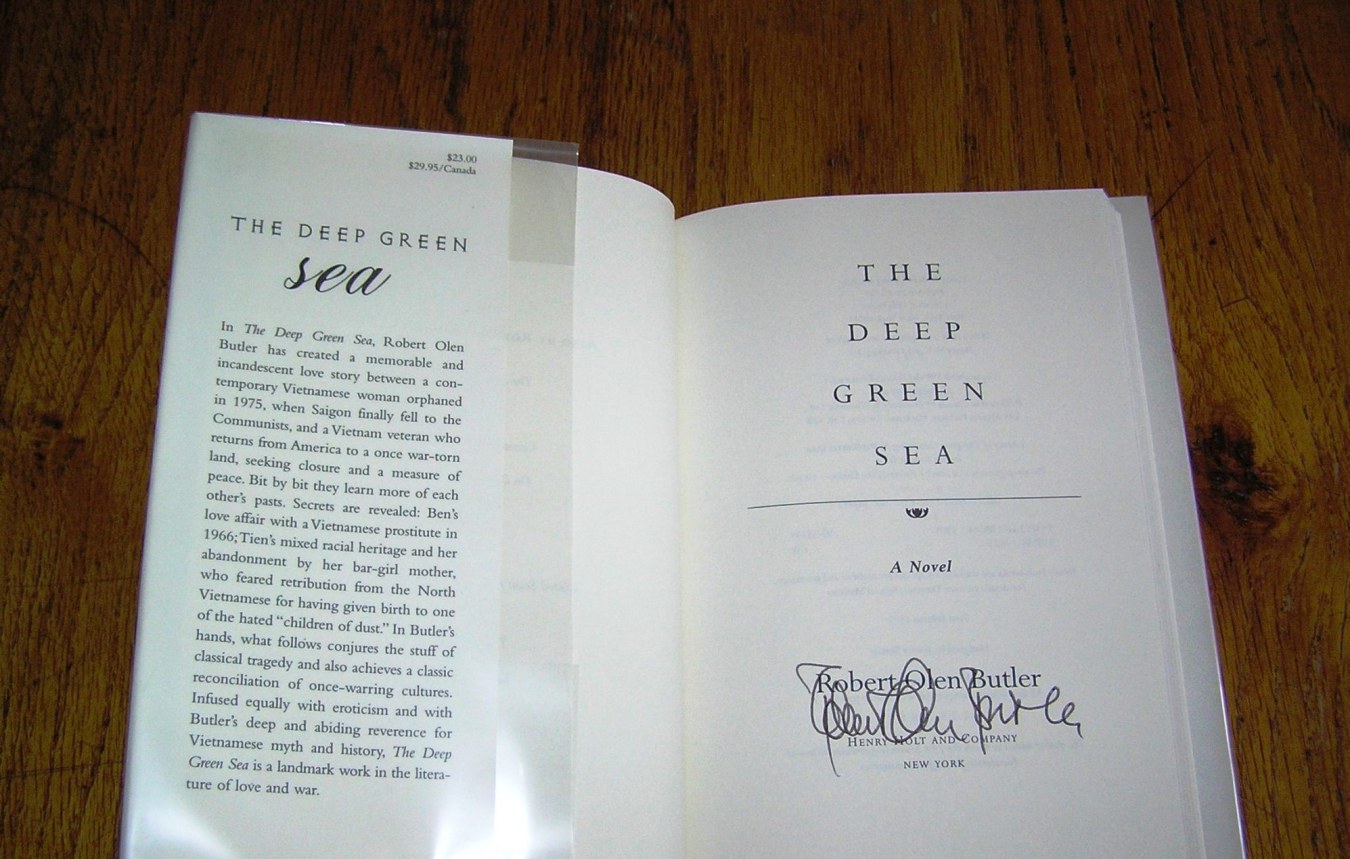 $23.00
$29.95/Canada
THE DEEP GREEN
sea
In The Deep Green Sea, Robert Olen
Butler has created a memorable and
incandescent love story between a con-
temporary Vietnamese woman orphaned
in 1975, when Saigon finally fell to the
Communists, and a Vietnam veteran who
returns from America to a once war-torn
land, seeking closure and a measure of
peace. Bit by bit they learn more of each
other's pasts. Secrets are revealed: Ben's
love affair with a Vietnamese prostitute in
1966; Tien's mixed racial heritage and her
abandonment by her bar-girl mother,
who feared retribution from the North
Vietnamese for having given birth to one
of the hated "children of dust." In Butler's
hands, what follows conjures the stuff of
classical tragedy and also achieves a classic
reconciliation of once-warring cultures.
Infused equally with eroticism and with
Butler's deep and abiding reverence for
Vietnamese myth and history, The Deep
Green Sea is a landmark work in the litera-
ture of love and war.
THE
DEEP
GREEN
SEA
A Novel
Robert Olen Butler
Robert Olen Butler
HENRY HOLT AND COMPANY
NEW YORK